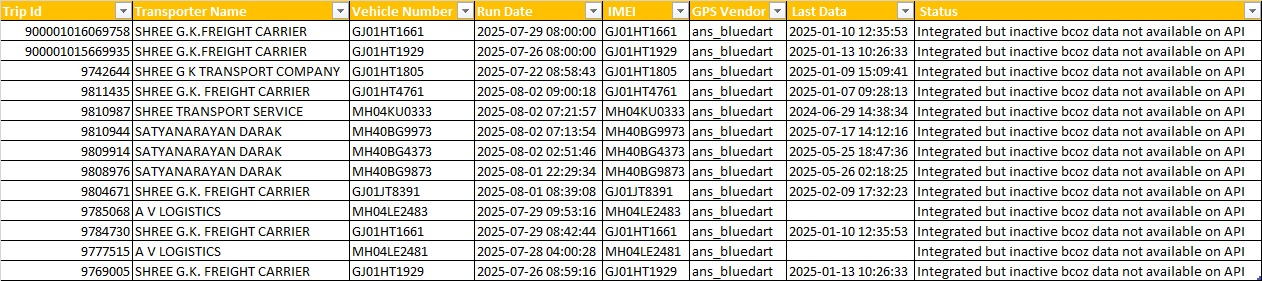 Trip Id Transporter Name Vehicle Number Run Date IMEI GPS Vendor Last Data Status
900001016069758 SHREE G.K.FREIGHT CARRIER GJ01HT1661 2025-07-29 08:00:00 GJ01HT1661 ans_bluedart 2025-01-10 12:35:53 Integrated but inactive bcoz data not available on API
900001015669935 SHREE G.K.FREIGHT CARRIER GJ01HT1929 2025-07-26 08:00:00 GJ01HT1929 ans_bluedart 2025-01-13 10:26:33 Integrated but inactive bcoz data not available on API
9742644 SHREE G K TRANSPORT COMPANY GJ01HT1805 2025-07-22 08:58:43 GJ01HT1805 ans_bluedart 2025-01-09 15:09:41 Integrated but inactive bcoz data not available on API
9811435 SHREE G.K. FREIGHT CARRIER GJ01HT4761 2025-08-02 09:00:18 GJ01HT4761 ans_bluedart 2025-01-07 09:28:13 Integrated but inactive bcoz data not available on API
9810987 SHREE TRANSPORT SERVICE MH04KU0333 2025-08-02 07:21:57 MH04KU0333 ans_bluedart 2024-06-29 14:38:34 Integrated but inactive bcoz data not available on API
9810944 SATYANARAYAN DARAK MH40BG9973 2025-08-02 07:13:54 MH40BG9973 ans_bluedart 2025-07-17 14:12:16 Integrated but inactive bcoz data not available on API
9809914 SATYANARAYAN DARAK MH40BG4373 2025-08-02 02:51:46 MH40BG4373 ans_bluedart 2025-05-25 18:47:36 Integrated but inactive bcoz data not available on API
9808976 SATYANARAYAN DARAK MH40BG9873 2025-08-01 22:29:34 MH40BG9873 ans_bluedart 2025-05-26 02:18:25 Integrated but inactive bcoz data not available on API
9804671 SHREE G.K. FREIGHT CARRIER GJ01JT8391 2025-08-01 08:39:08 GJ01JT8391 ans_bluedart 2025-02-09 17:32:23 Integrated but inactive bcoz data not available on API
9785068 A V LOGISTICS MH04LE2483 2025-07-29 09:53:16 MH04LE2483 ans_bluedart Integrated but inactive bcoz data not available on API
9784730 SHREE G.K. FREIGHT CARRIER GJ01HT1661 2025-07-29 08:42:44 GJ01HT1661 ans_bluedart 2025-01-10 12:35:53 Integrated but inactive bcoz data not available on API
9777515 A V LOGISTICS MH04LE2481 2025-07-28 04:00:28 MH04LE2481 ans_bluedart Integrated but inactive bcoz data not available on API
9769005 SHREE G.K. FREIGHT CARRIER GJ01HT1929 2025-07-26 08:59:16 GJ01HT1929 ans_bluedart 2025-01-13 10:26:33 Integrated but inactive bcoz data not available on API